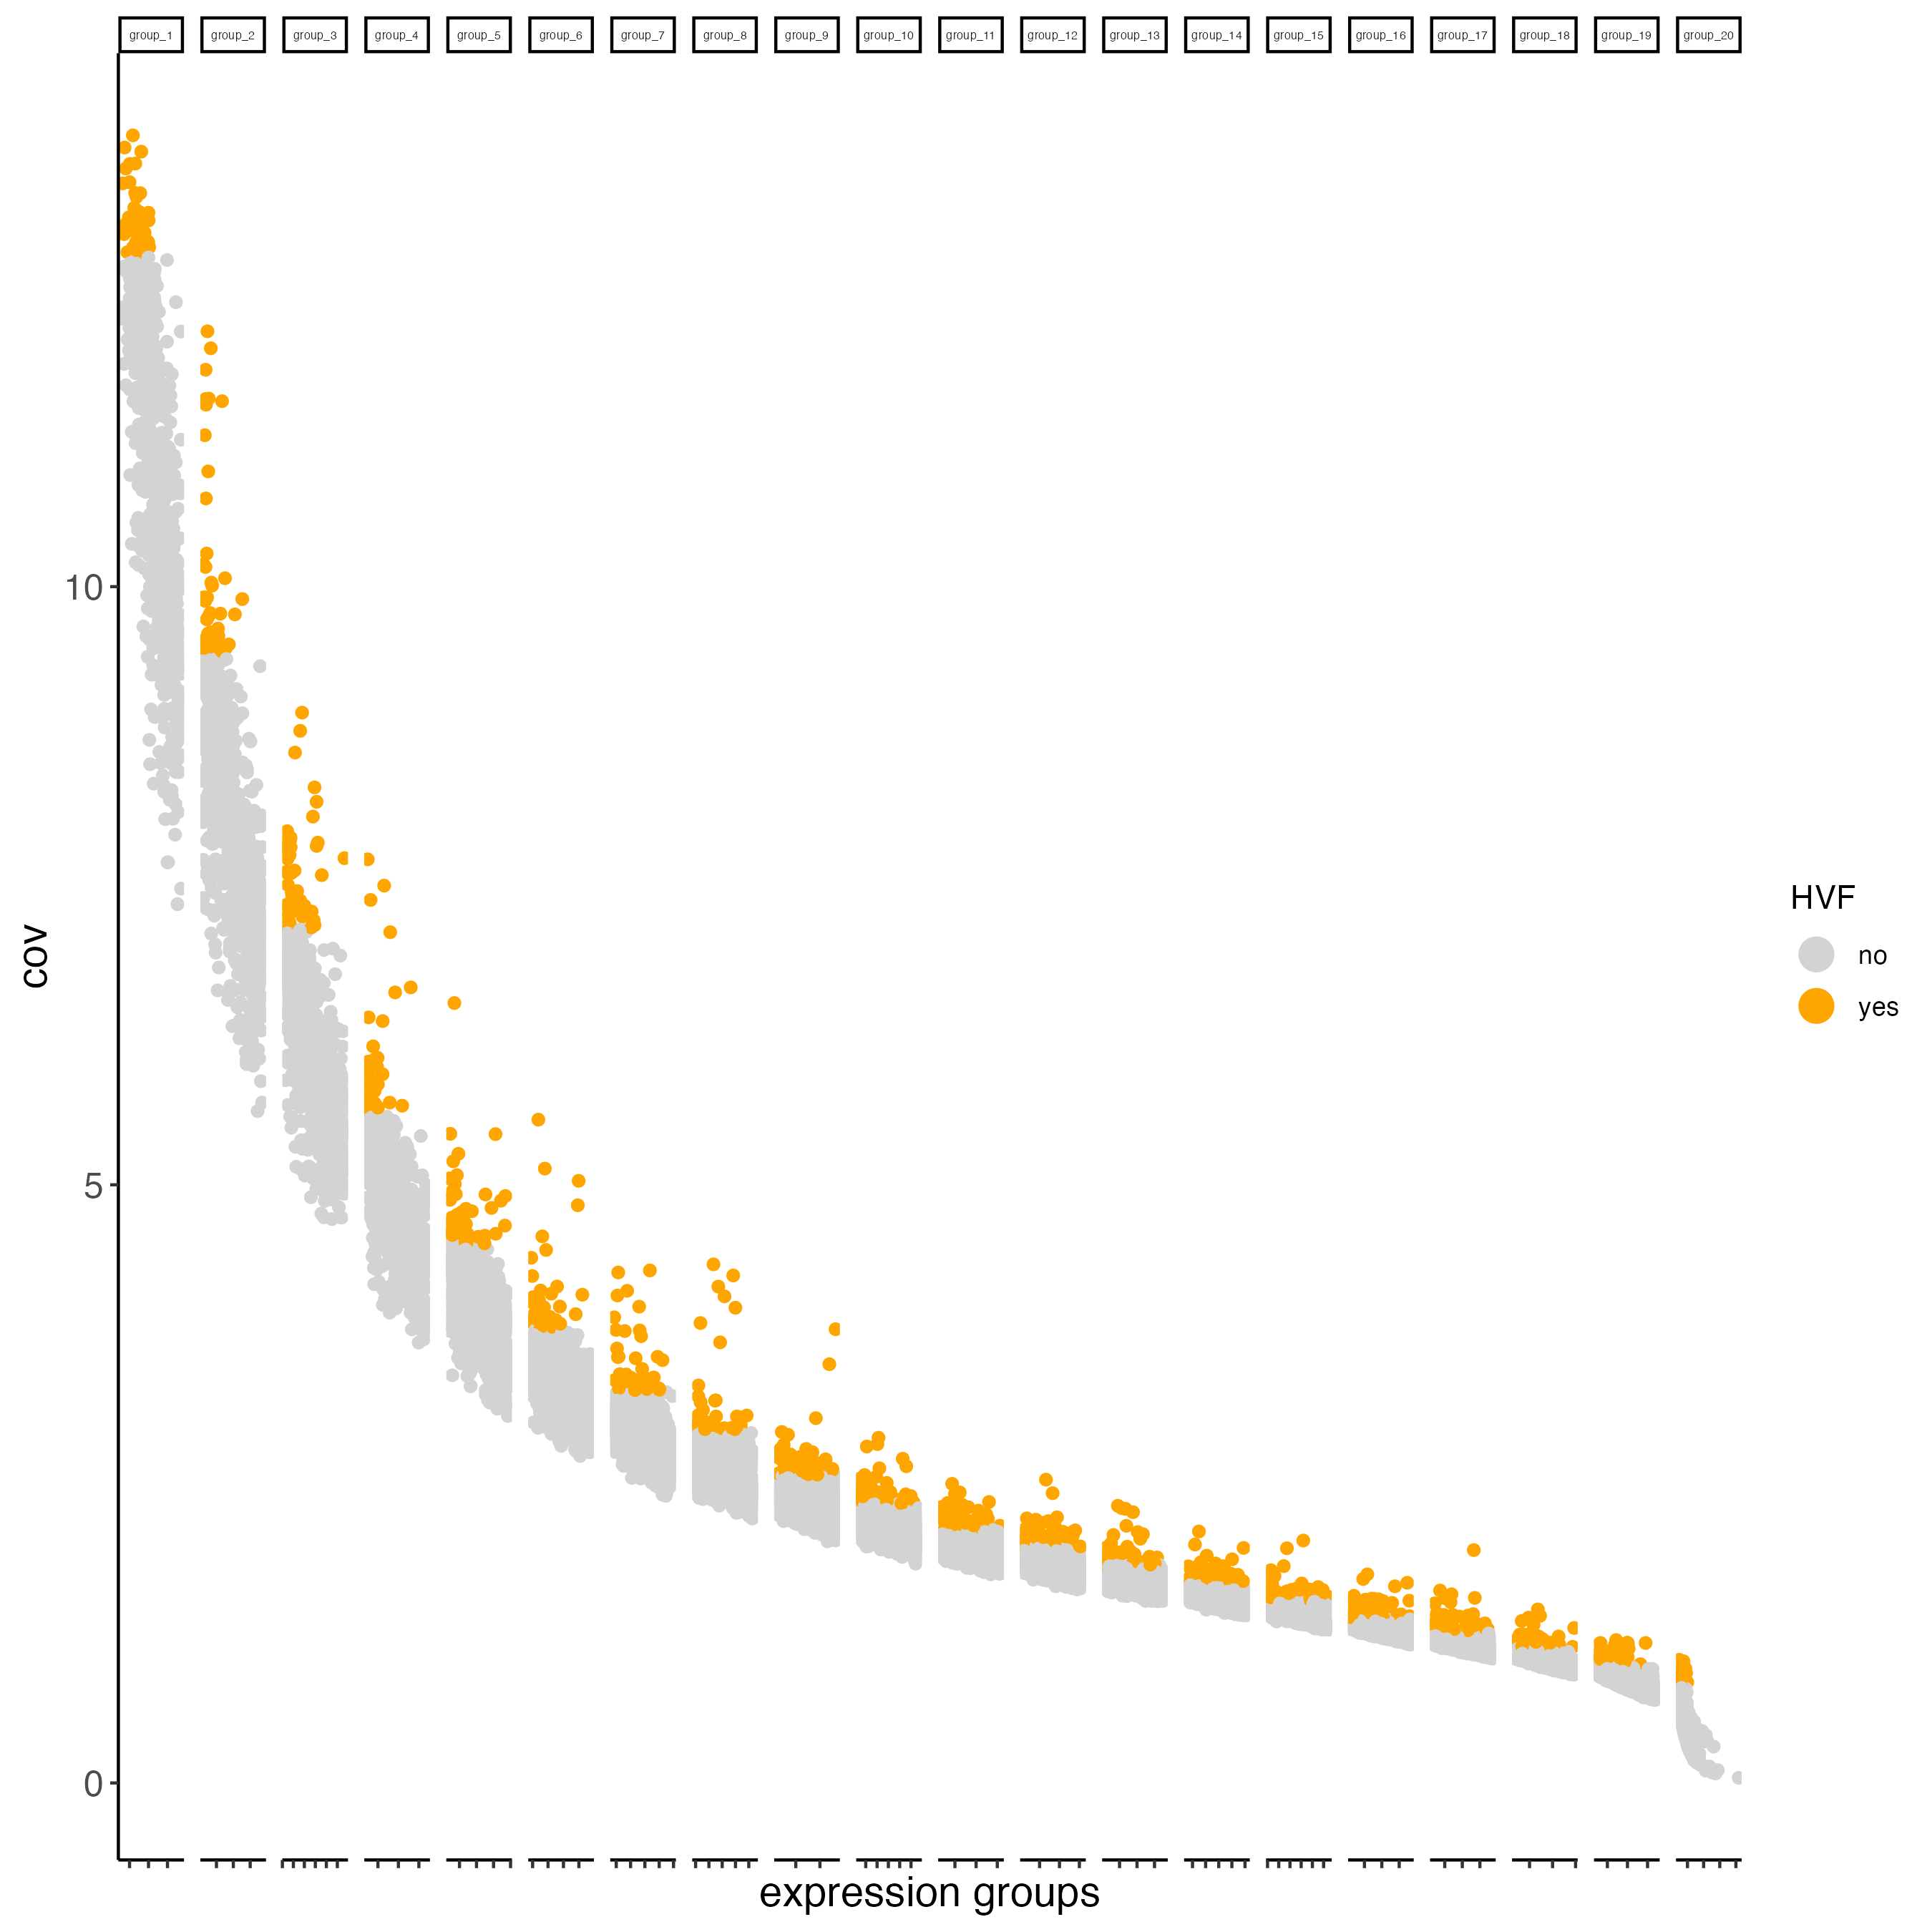 group_1 group_2 group_3 group_4 group_5 group_6 group_7 group_8 group_9 group_10 group_11 group_12 group_13 group_14 group_15 group_16 group_17 group_18 group_19 group_20
10
5
0
cov
expression groups
HVF
no
yes